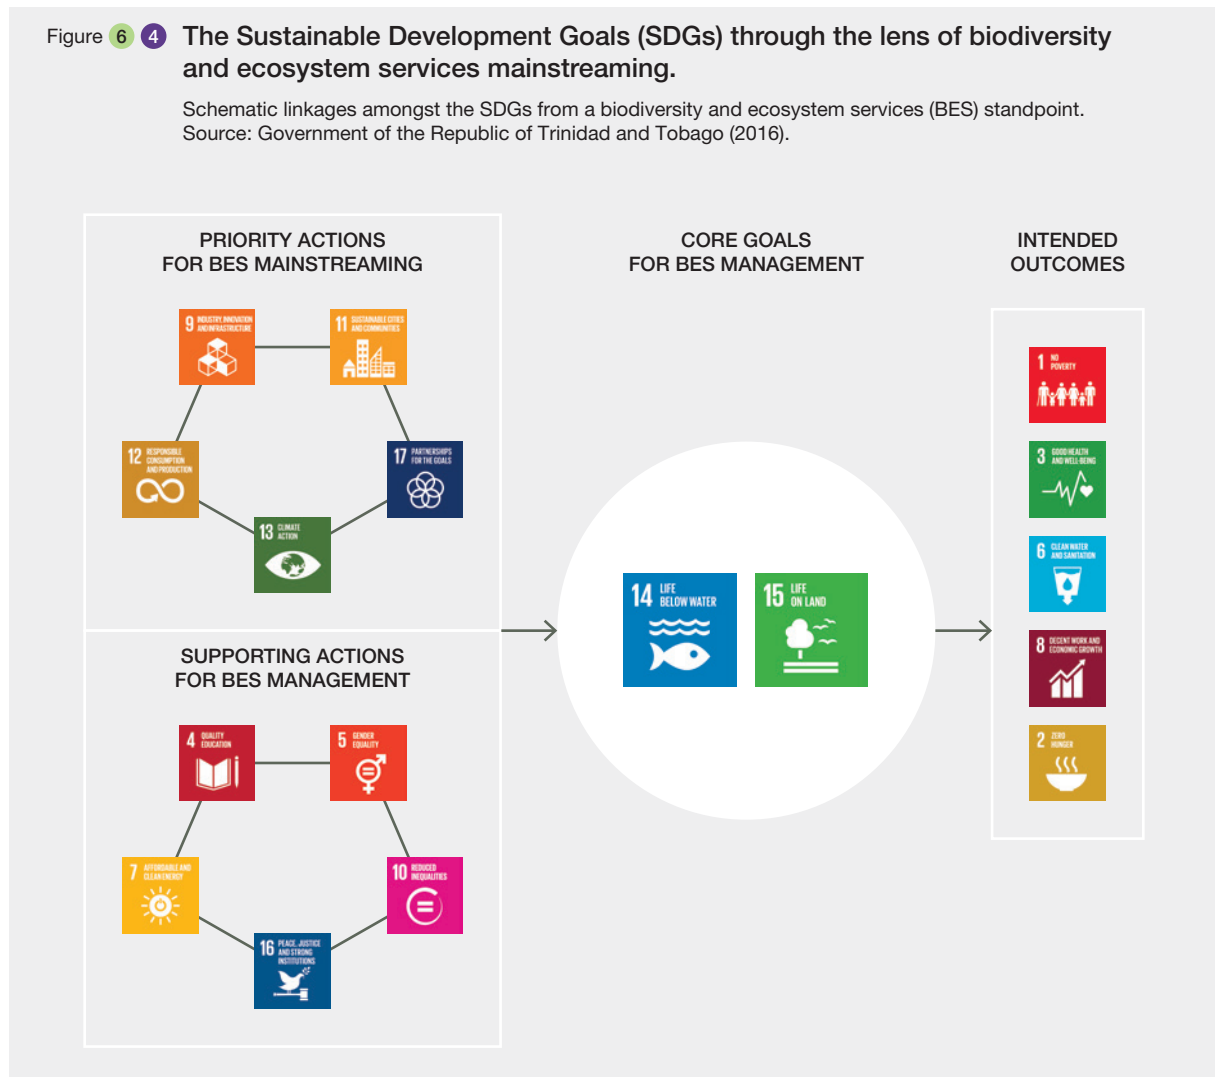 Figure 6 4 The Sustainable Development Goals (SDGs) through the lens of biodiversity
and ecosystem services mainstreaming.
Schematic linkages amongst the SDGs from a biodiversity and ecosystem services (BES) standpoint.
Source: Government of the Republic of Trinidad and Tobago (2016).
PRIORITY ACTIONS
FOR BES MAINSTREAMING
9 INDUSTRY, INNOVATION
AND INFRASTRUCTURE
11 SUSTAINABLE CITIES
AND COMMUNITIES
12 RESPONSIBLE
CONSUMPTION
AND PRODUCTION
17 PARTNERSHIPS
FOR THE GOALS
13 CLIMATE
ACTION
SUPPORTING ACTIONS
FOR BES MANAGEMENT
4 QUALITY
EDUCATION
5 GENDER
EQUALITY
7 AFFORDABLE AND
CLEAN ENERGY
10 REDUCED
INEQUALITIES
16 PEACE, JUSTICE
AND STRONG
INSTITUTIONS
CORE GOALS
FOR BES MANAGEMENT
14 LIFE
BELOW WATER
15 LIFE
ON LAND
INTENDED
OUTCOMES
1 NO
POVERTY
3 GOOD HEALTH
AND WELL-BEING
6 CLEAN WATER
AND SANITATION
8 DECENT WORK AND
ECONOMIC GROWTH
2 ZERO
HUNGER